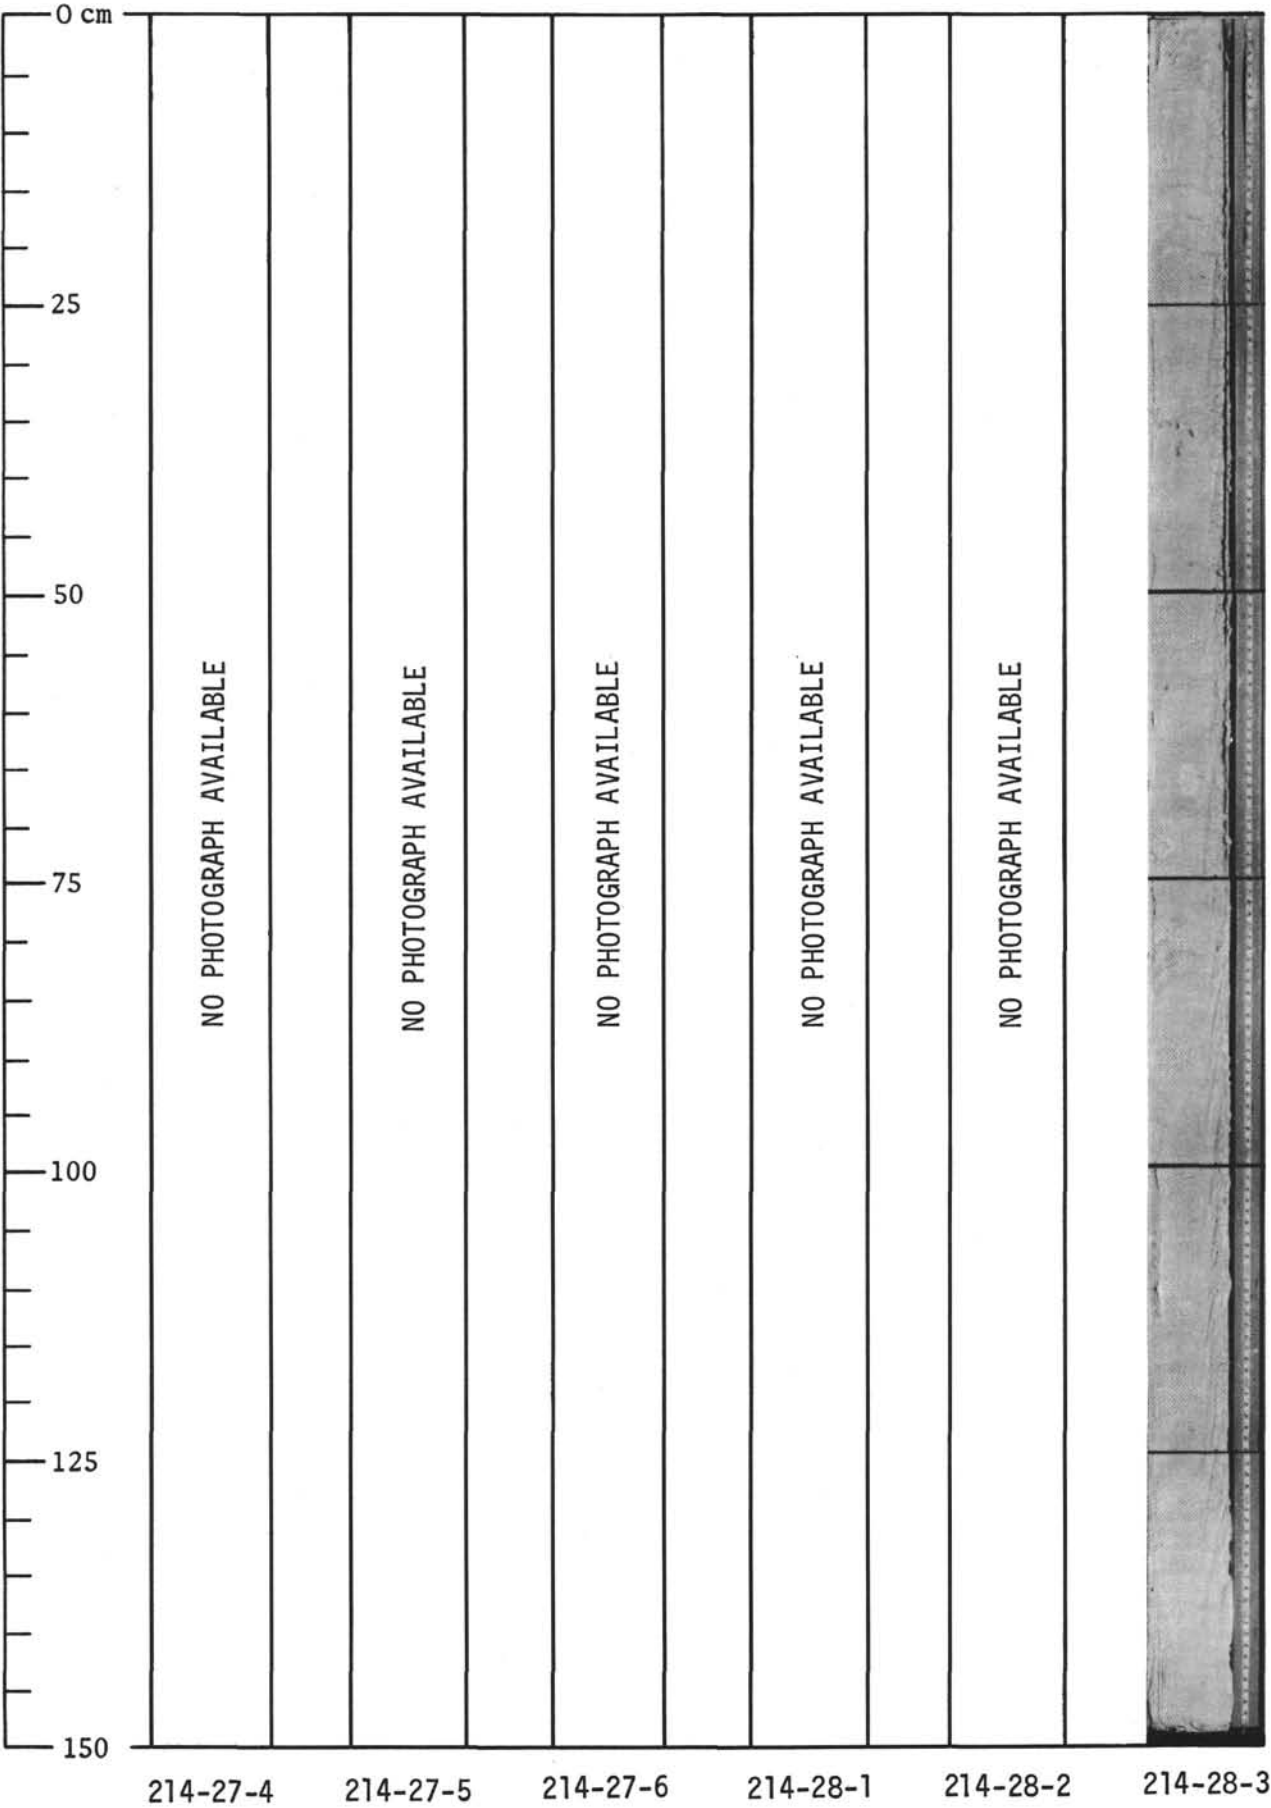 0 cm
25
50
75
100
125
150
NO PHOTOGRAPH AVAILABLE
NO PHOTOGRAPH AVAILABLE
NO PHOTOGRAPH AVAILABLE
NO PHOTOGRAPH AVAILABLE
NO PHOTOGRAPH AVAILABLE
214-27-4 214-27-5 214-27-6 214-28-1 214-28-2 214-28-3